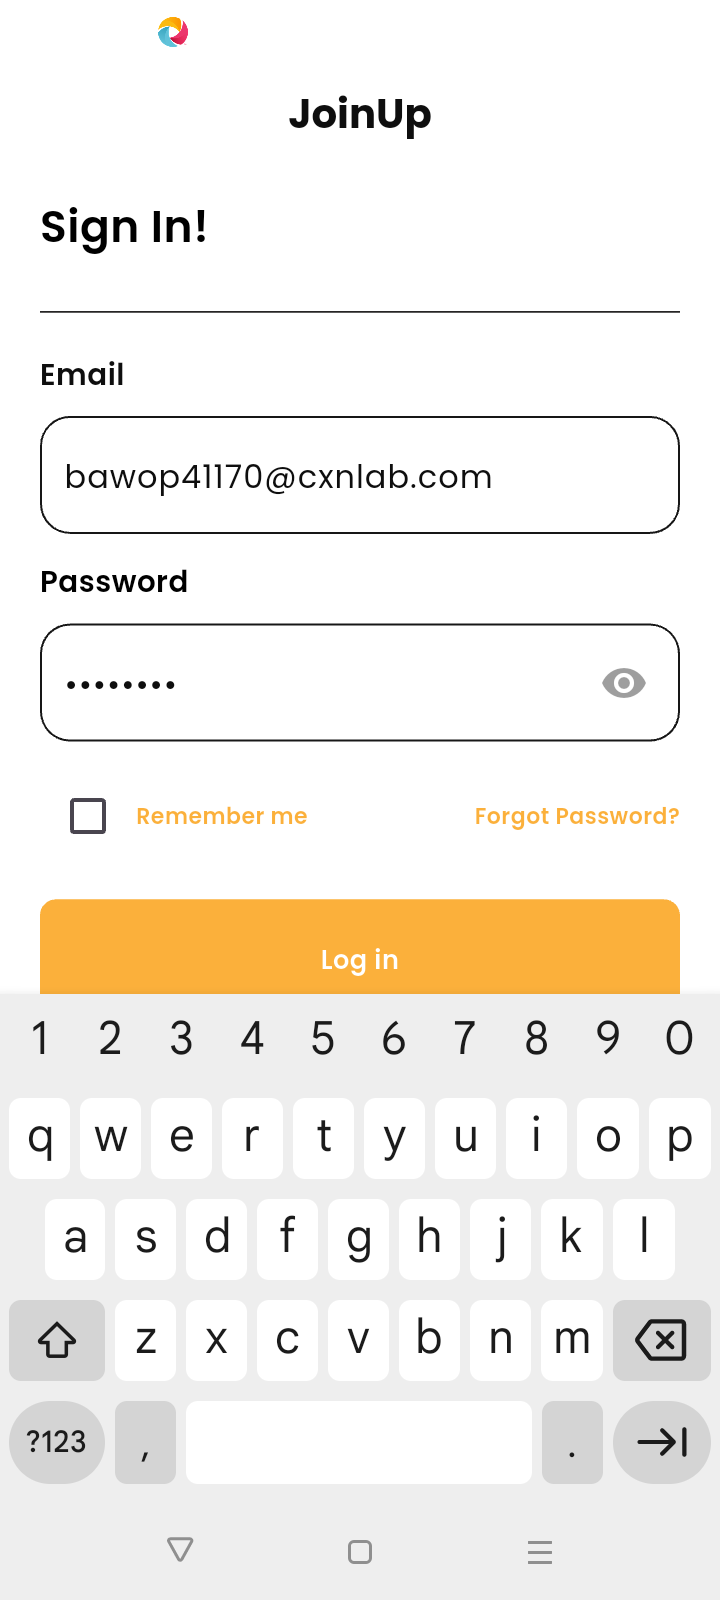 JoinUp
Sign In!
Email
bawop41170@cxnlab.com
Password
••••••••
Remember me Forgot Password?
Log in
1 2 3 4 5 6 7 8 9 0
q w e r t y u i o p
a s d f g h j k l
z x c v b n m
?123 , .